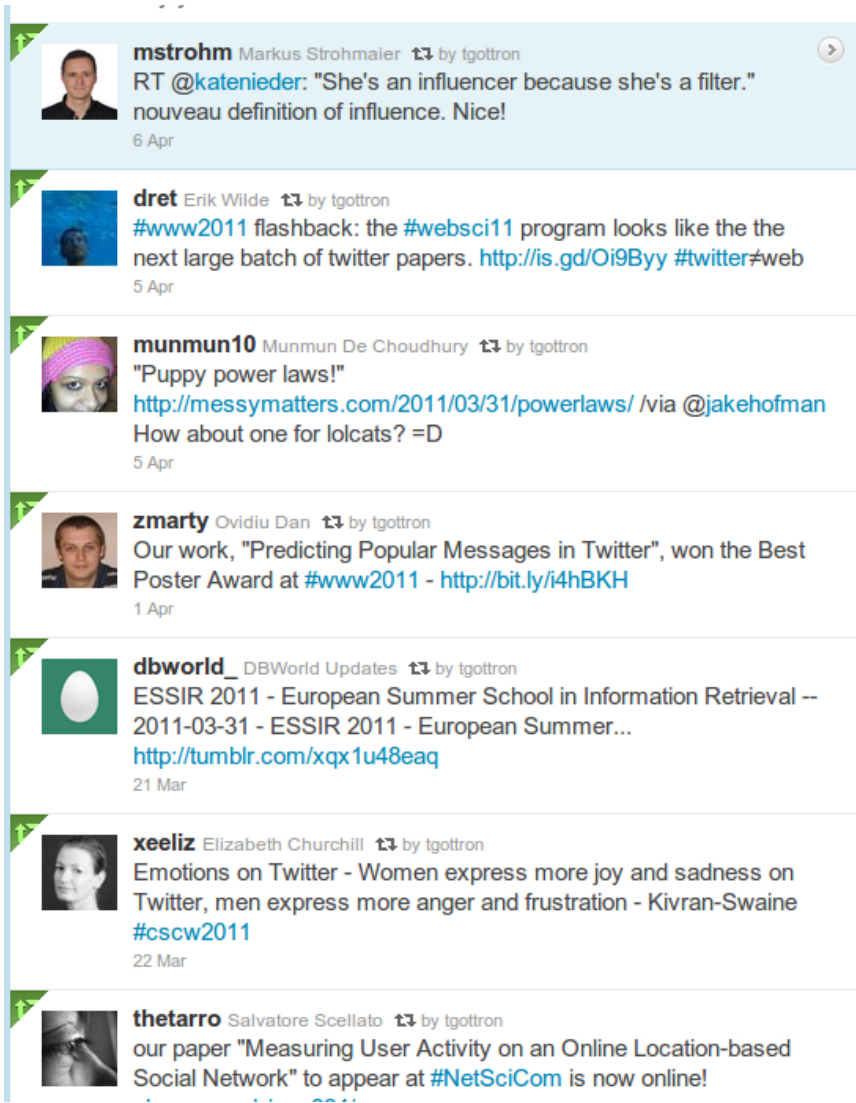 mstrohm Markus Strohmaier by tgottron
RT @katenieder: "She's an influencer because she's a filter."
nouveau definition of influence. Nice!
6 Apr
dret Erik Wilde by tgottron
#www2011 flashback: the #websci11 program looks like the the
next large batch of twitter papers. http://is.gd/Oi9Byy #twitter≠web
5 Apr
munmun10 Munmun De Choudhury by tgottron
"Puppy power laws!"
http://messymatters.com/2011/03/31/powerlaws/ /via @jakehofman
How about one for lolcats? =D
5 Apr
zmarty Ovidiu Dan by tgottron
Our work, "Predicting Popular Messages in Twitter", won the Best
Poster Award at #www2011 - http://bit.ly/i4hBKH
1 Apr
dbworld_ DBWorld Updates by tgottron
ESSIR 2011 - European Summer School in Information Retrieval --
2011-03-31 - ESSIR 2011 - European Summer...
http://tumblr.com/xqx1u48eaq
21 Mar
xeeliz Elizabeth Churchill by tgottron
Emotions on Twitter - Women express more joy and sadness on
Twitter, men express more anger and frustration - Kivran-Swaine
#cscw2011
22 Mar
thetarro Salvatore Scellato by tgottron
our paper "Measuring User Activity on an Online Location-based
Social Network" to appear at #NetSciCom is now online!